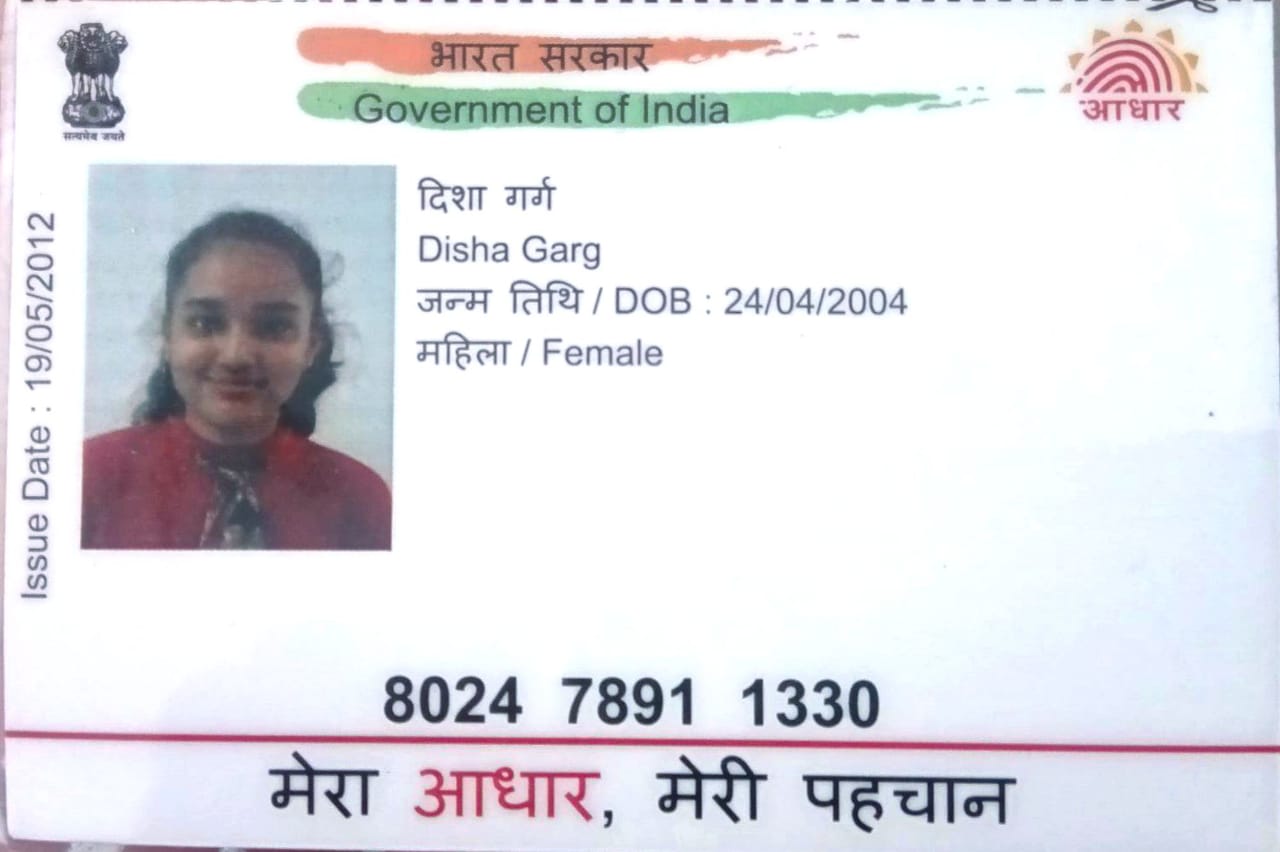 भारत सरकार
Government of India
सत्यमेव जयते
आधार
Issue Date : 19/05/2012
दिशा गर्ग
Disha Garg
जन्म तिथि / DOB : 24/04/2004
महिला / Female
8024 7891 1330
मेरा आधार, मेरी पहचान